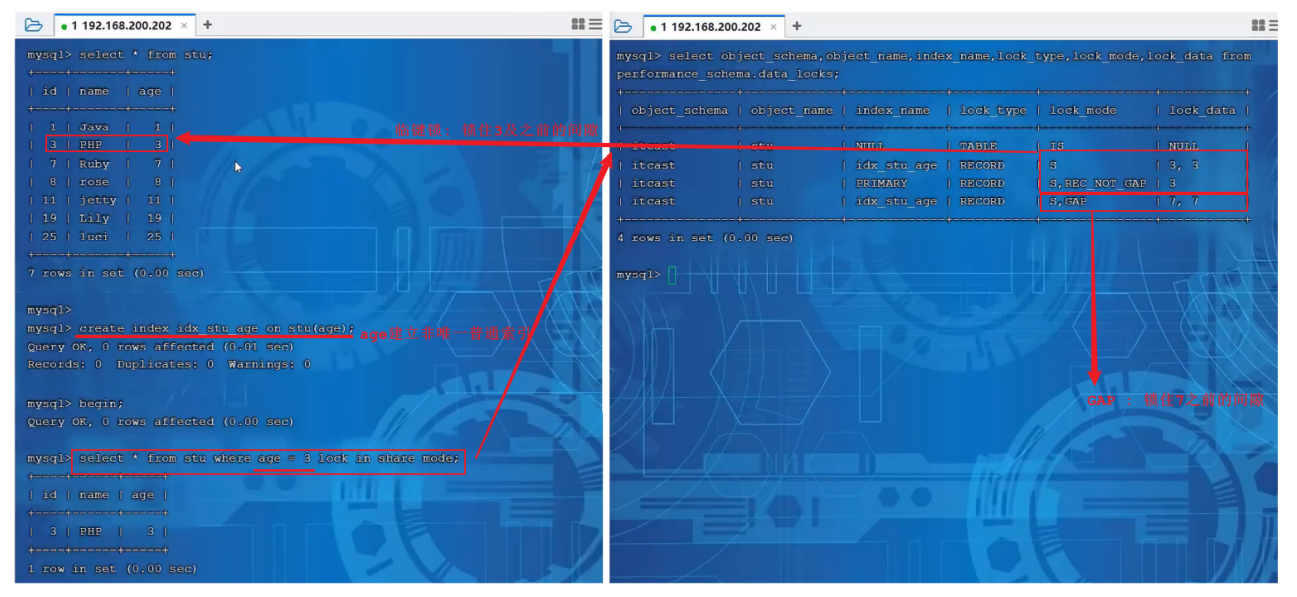 1 192.168.200.202 × +
mysql> select * from stu;
+----+-------+-----+
| id | name | age |
+----+-------+-----+
| 1 | Java | 1 |
| 3 | PHP | 3 |
| 7 | Ruby | 7 |
| 8 | rose | 8 |
| 11 | jetty | 11 |
| 19 | Lily | 19 |
| 25 | luci | 25 |
+----+-------+-----+
7 rows in set (0.00 sec)
mysql>
mysql> create index idx_stu_age on stu(age);
age建立非唯一普通索引
Query OK, 0 rows affected (0.01 sec)
Records: 0 Duplicates: 0 Warnings: 0
mysql> begin;
Query OK, 0 rows affected (0.00 sec)
mysql> select * from stu where age = 3 lock in share mode;
+----+------+-----+
| id | name | age |
+----+------+-----+
| 3 | PHP | 3 |
+----+------+-----+
1 row in set (0.00 sec)
临键锁、锁住3及之前的间隙
1 192.168.200.202 × +
mysql> select object_schema,object_name,index_name,lock_type,lock_mode,lock_data from
performance_schema.data_locks;
+---------------+-------------+-------------+-----------+---------------+-----------+
| object_schema | object_name | index_name | lock_type | lock_mode | lock_data |
+---------------+-------------+-------------+-----------+---------------+-----------+
| itcast | stu | NULL | TABLE | IS | NULL |
| itcast | stu | idx_stu_age | RECORD | S | 3, 3 |
| itcast | stu | PRIMARY | RECORD | S,REC_NOT_GAP | 3 |
| itcast | stu | idx_stu_age | RECORD | S,GAP | 7, 7 |
+---------------+-------------+-------------+-----------+---------------+-----------+
4 rows in set (0.00 sec)
mysql>
GAP : 锁住7之前的间隙